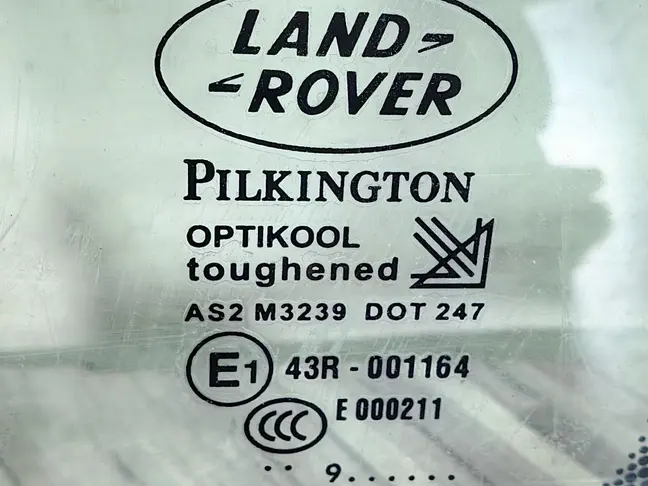 LAND
ROVER
PILKINGTON
OPTIKOOL
toughened
AS2 M3239 DOT 247
E1 43R - 001164
CCC E 000211
.. 9......